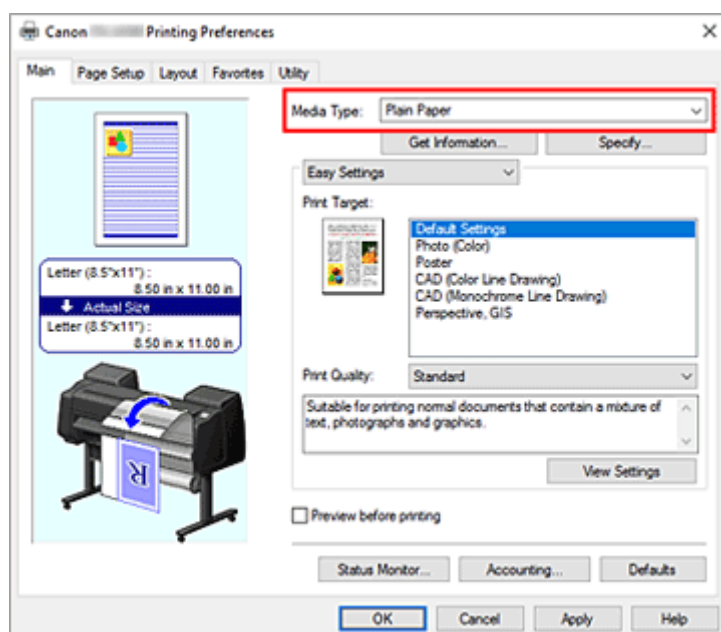 Canon Printing Preferences
Main Page Setup Layout Favorites Utility
Media Type: Plain Paper
Get Information... Specify...
Easy Settings
Print Target:
Default Settings
Photo (Color)
Poster
CAD (Color Line Drawing)
CAD (Monochrome Line Drawing)
Perspective, GIS
Letter (8.5"x11") :
8.50 in x 11.00 in
Actual Size
Letter (8.5"x11") :
8.50 in x 11.00 in
Print Quality: Standard
Suitable for printing normal documents that contain a mixture of
text, photographs and graphics.
View Settings
R
Preview before printing
Status Monitor... Accounting... Defaults
OK Cancel Apply Help